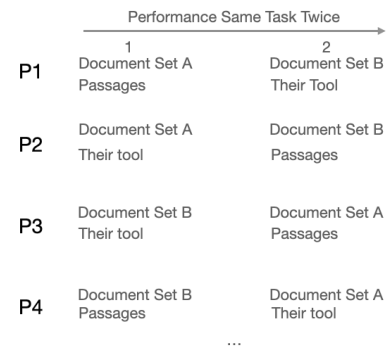 Performance Same Task Twice
1 2
Document Set A Document Set B
P1
Passages Their Tool
Document Set A Document Set B
P2
Their tool Passages
Document Set B Document Set A
P3
Their tool Passages
Document Set B Document Set A
P4
Passages Their tool
...